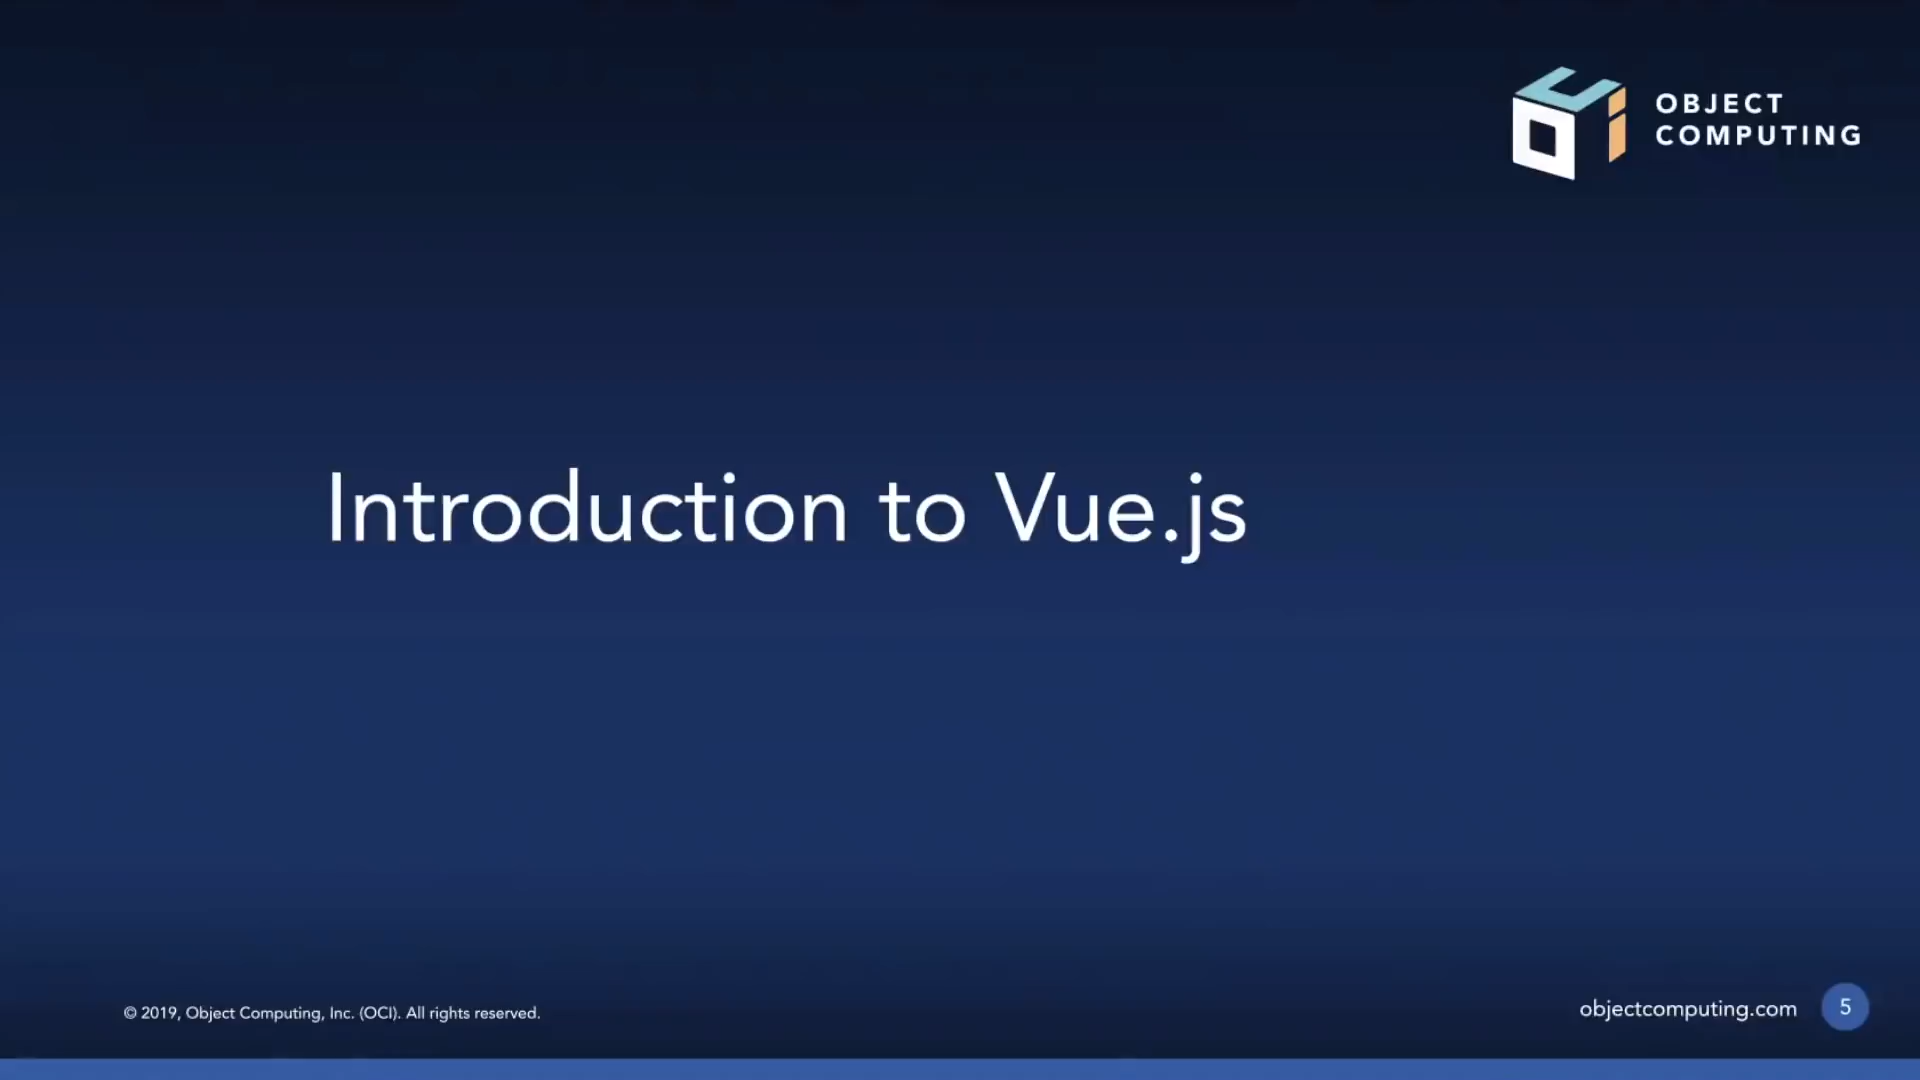 OBJECT
COMPUTING
Introduction to Vue.js
© 2019, Object Computing, Inc. (OCI). All rights reserved.
objectcomputing.com
5